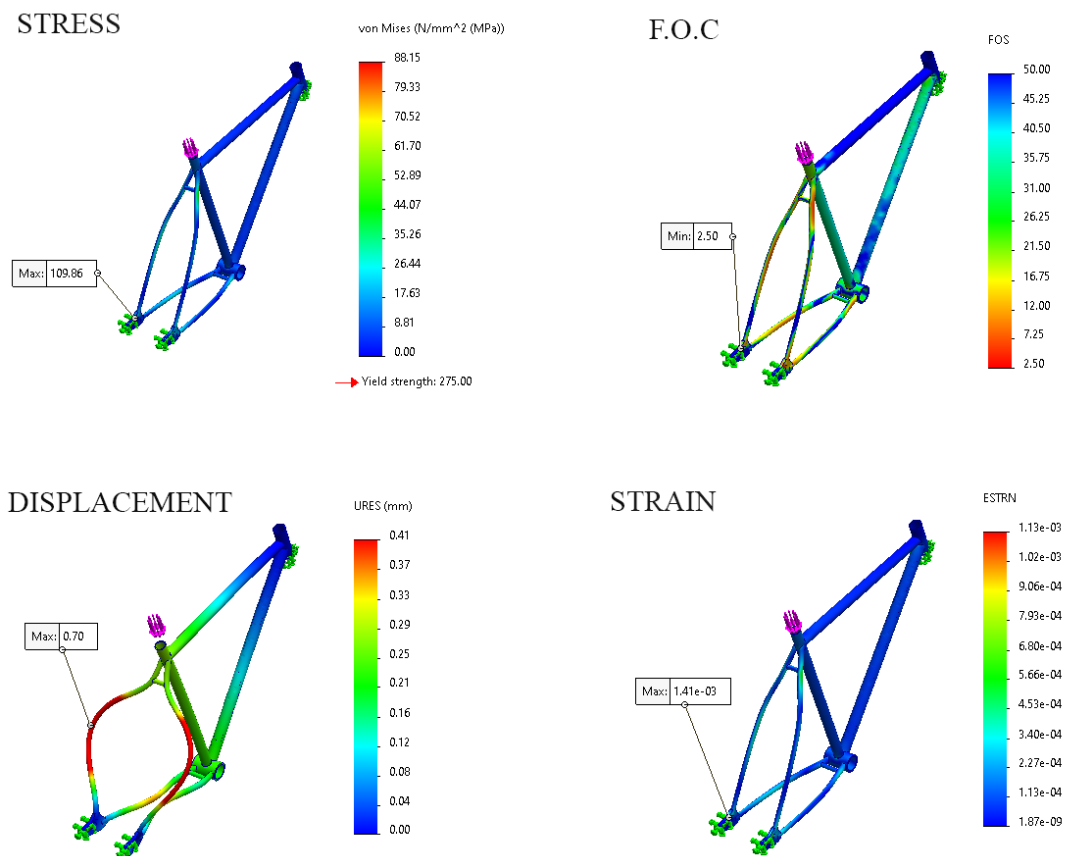 STRESS
von Mises (N/mm^2 (MPa))
88.15
79.33
70.52
61.70
52.89
44.07
35.26
26.44
17.63
8.81
0.00
Yield strength: 275.00
Max: 109.86
F.O.C
FOS
50.00
45.25
40.50
35.75
31.00
26.25
21.50
16.75
12.00
7.25
2.50
Min: 2.50
DISPLACEMENT
URES (mm)
0.41
0.37
0.33
0.29
0.25
0.21
0.16
0.12
0.08
0.04
0.00
Max: 0.70
STRAIN
ESTRN
1.13e-03
1.02e-03
9.06e-04
7.93e-04
6.80e-04
5.66e-04
4.53e-04
3.40e-04
2.27e-04
1.13e-04
1.87e-09
Max: 1.41e-03